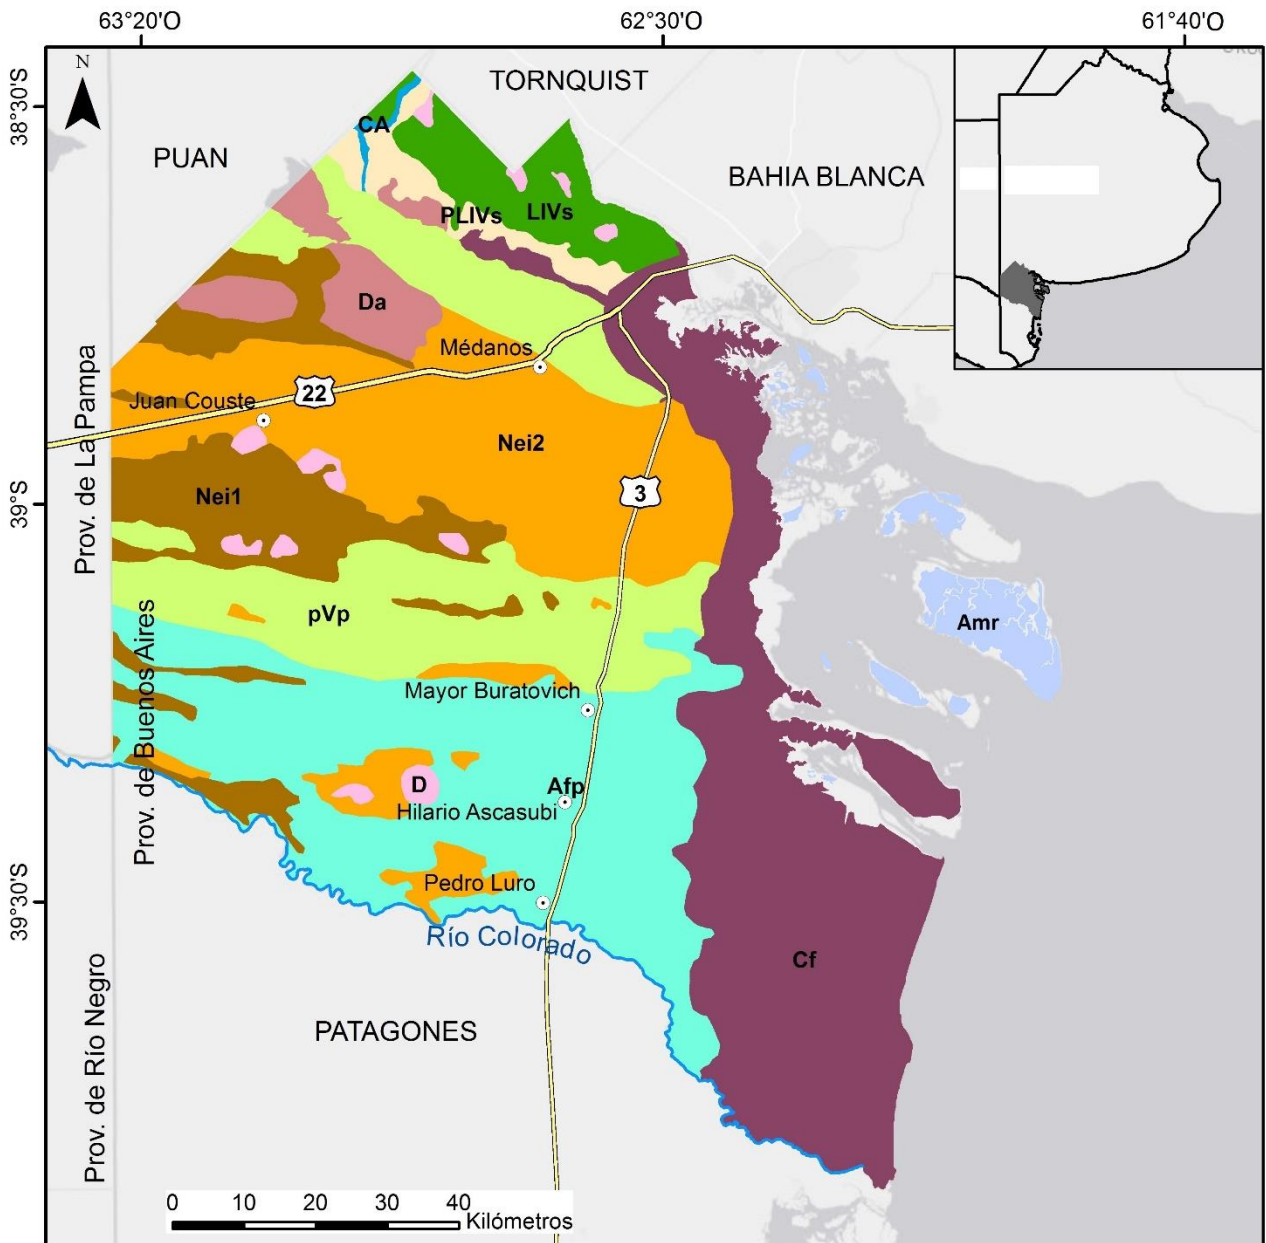 63°20'O
62°30'O
61°40'O
N
38°30'S
39°S
39°30'S
TORNQUIST
PUAN
BAHIA BLANCA
CA
PLIVs
LIVs
Da
Médanos
22
Juan Couste
Nei2
Nei1
3
Prov. de La Pampa
pVp
Amr
Prov. de Buenos Aires
Mayor Buratovich
D
Afp
Hilario Ascasubi
Pedro Luro
Río Colorado
Cf
PATAGONES
Prov. de Río Negro
0 10 20 30 40
Kilómetros